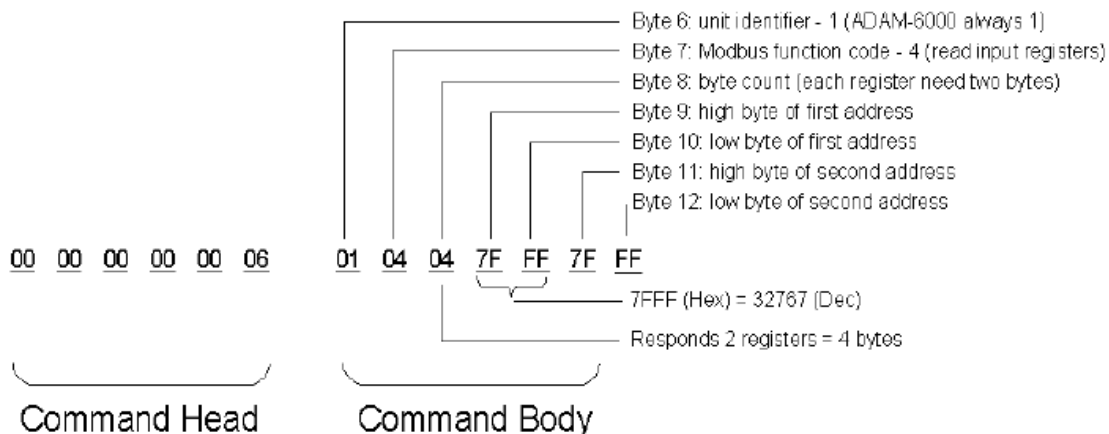 Byte 6: unit identifier - 1 (ADAM-6000 always 1)
Byte 7: Modbus function code - 4 (read input registers)
Byte 8: byte count (each register need two bytes)
Byte 9: high byte of first address
Byte 10: low byte of first address
Byte 11: high byte of second address
Byte 12: low byte of second address
00 00 00 00 00 06 01 04 04 7F FF 7F FF
7FFF (Hex) = 32767 (Dec)
Responds 2 registers = 4 bytes
Command Head Command Body